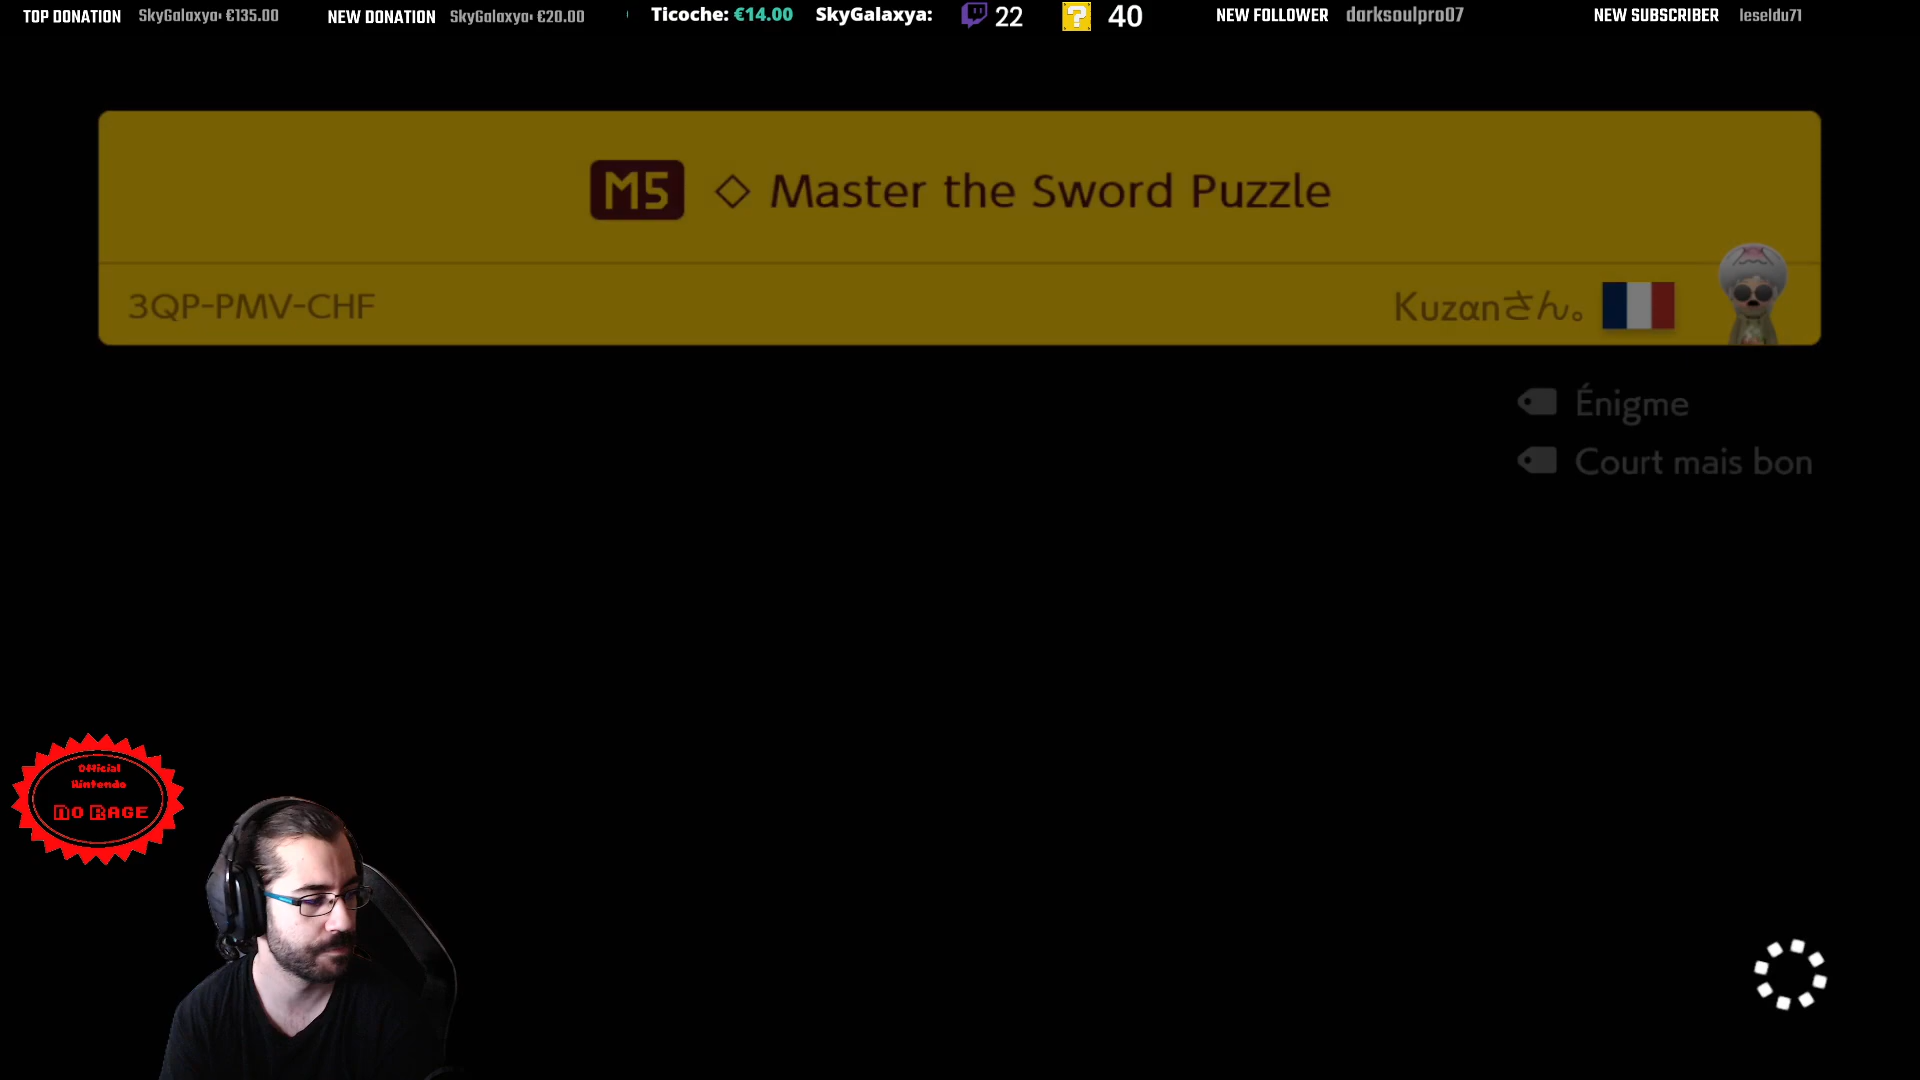 TOP DONATION SkyGalaxya: €135.00 NEW DONATION SkyGalaxya: €20.00 Ticoche: €14.00 SkyGalaxya: 22 ? 40 NEW FOLLOWER darksoulpro07 NEW SUBSCRIBER leseldu71
M5 ◇ Master the Sword Puzzle
3QP-PMV-CHF Kuzαnさん。
Énigme
Court mais bon
Official
Nintendo
No Rage